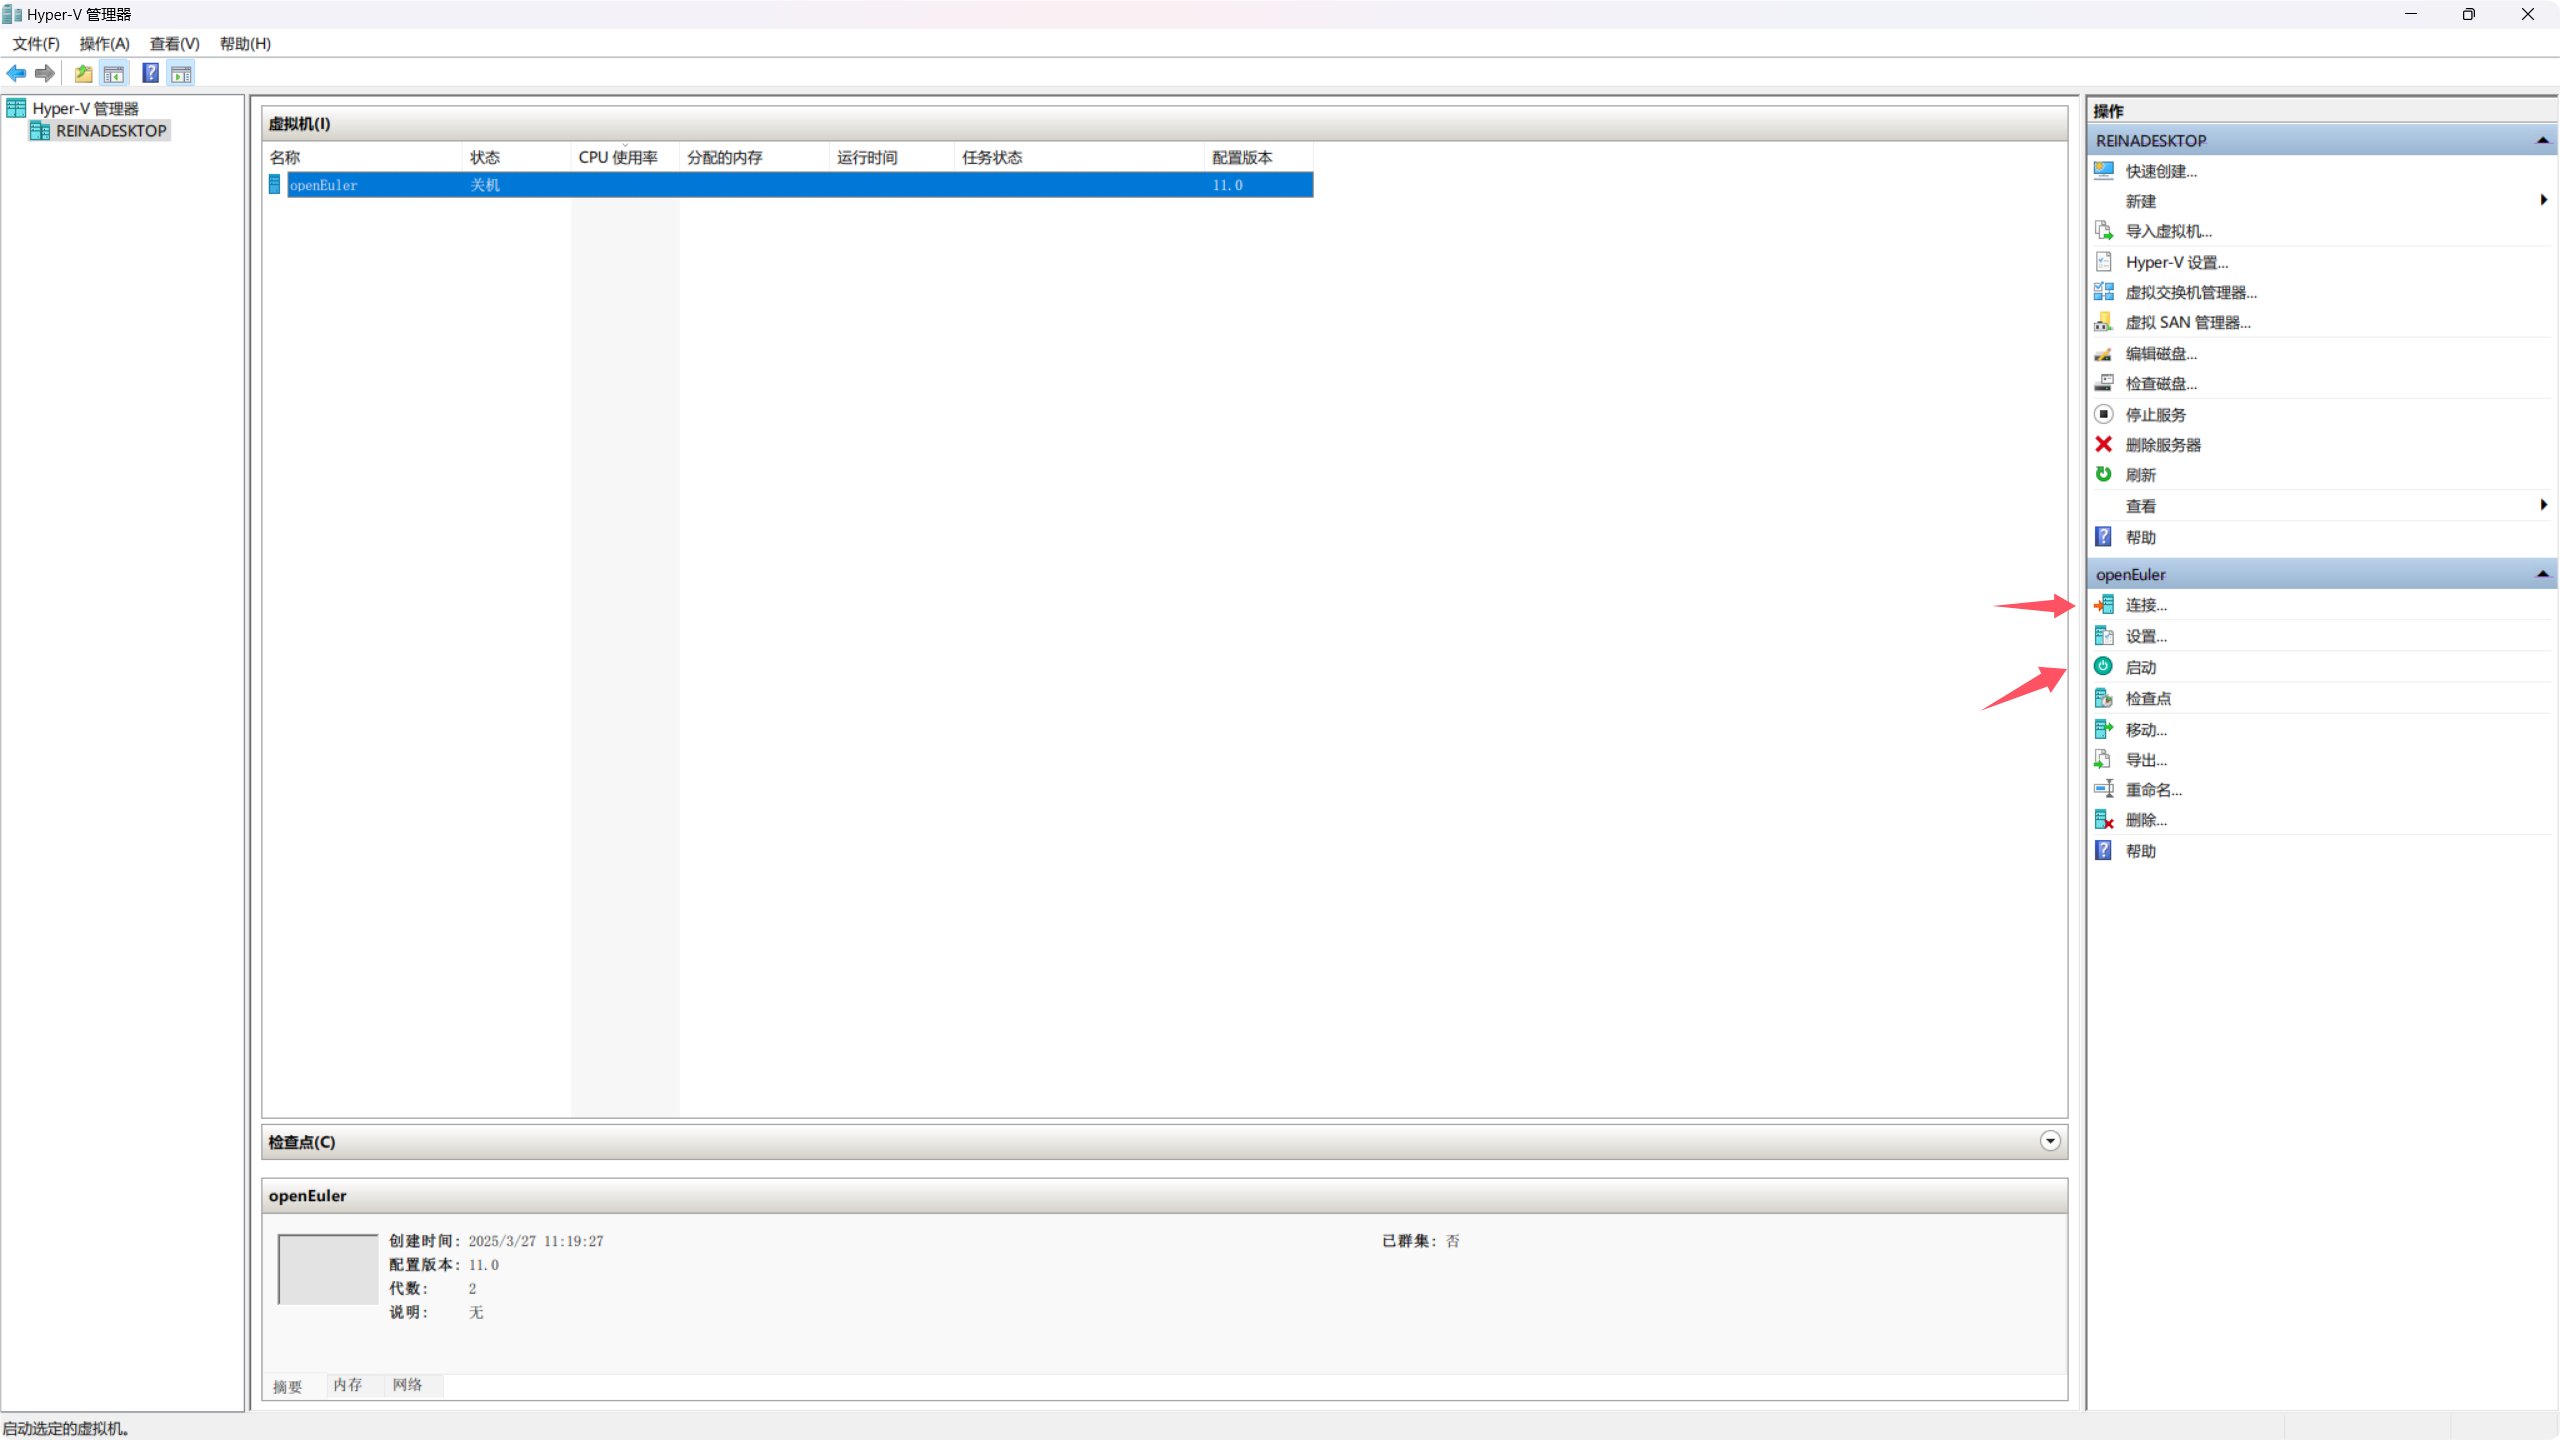 Hyper-V 管理器
文件(F) 操作(A) 查看(V) 帮助(H)
Hyper-V 管理器
REINADESKTOP
虚拟机(I)
名称 状态 CPU 使用率 分配的内存 运行时间 任务状态 配置版本
openEuler 关机 11.0
检查点(C)
openEuler
创建时间: 2025/3/27 11:19:27 已群集: 否
配置版本: 11.0
代数: 2
说明: 无
摘要 内存 网络
操作
REINADESKTOP
快速创建...
新建
导入虚拟机...
Hyper-V 设置...
虚拟交换机管理器...
虚拟 SAN 管理器...
编辑磁盘...
检查磁盘...
停止服务
删除服务器
刷新
查看
帮助
openEuler
连接...
设置...
启动
检查点
移动...
导出...
重命名...
删除...
帮助
启动选定的虚拟机。